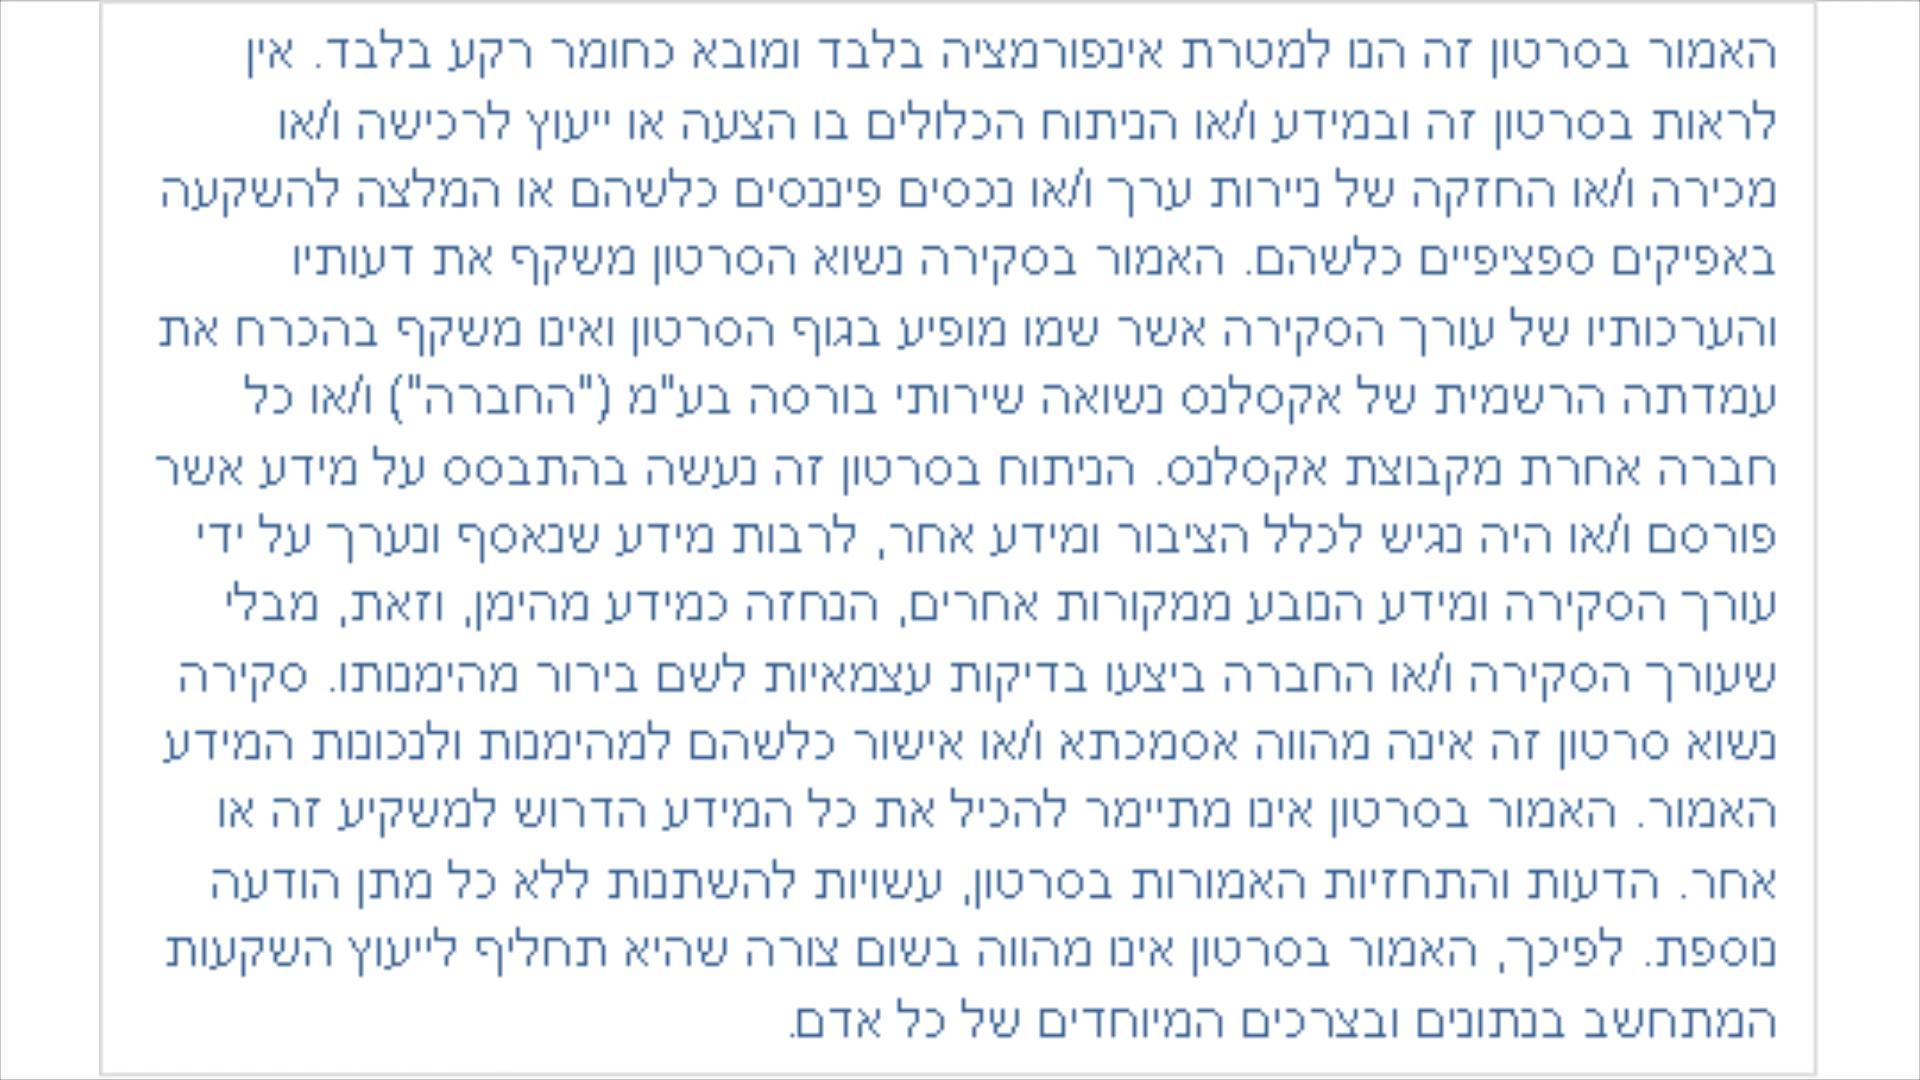 האמור בסרטון זה הנו למטרת אינפורמציה בלבד ומובא כחומר רקע בלבד. אין
לראות בסרטון זה ובמידע ו/או הניתוח הכלולים בו הצעה או ייעוץ לרכישה ו/או
מכירה ו/או החזקה של ניירות ערך ו/או נכסים פיננסים כלשהם או המלצה להשקעה
באפיקים ספציפיים כלשהם. האמור בסקירה נשוא הסרטון משקף את דעותיו
והערכותיו של עורך הסקירה אשר שמו מופיע בגוף הסרטון ואינו משקף בהכרח את
עמדתה הרשמית של אקסלנס נשואה שירותי בורסה בע"מ ("החברה") ו/או כל
חברה אחרת מקבוצת אקסלנס. הניתוח בסרטון זה נעשה בהתבסס על מידע אשר
פורסם ו/או היה נגיש לכלל הציבור ומידע אחר, לרבות מידע שנאסף ונערך על ידי
עורך הסקירה ומידע הנובע ממקורות אחרים, הנחזה כמידע מהימן, וזאת, מבלי
שעורך הסקירה ו/או החברה ביצעו בדיקות עצמאיות לשם בירור מהימנותו. סקירה
נשוא סרטון זה אינה מהווה אסמכתא ו/או אישור כלשהם למהימנות ולנכונות המידע
האמור. האמור בסרטון אינו מתיימר להכיל את כל המידע הדרוש למשקיע זה או
אחר. הדעות והתחזיות האמורות בסרטון, עשויות להשתנות ללא כל מתן הודעה
נוספת. לפיכך, האמור בסרטון אינו מהווה בשום צורה שהיא תחליף לייעוץ השקעות
המתחשב בנתונים ובצרכים המיוחדים של כל אדם.